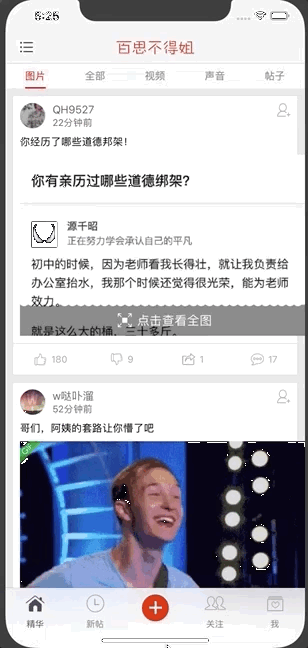 5:25
百思不得姐
图片 全部 视频 声音 帖子
QH9527
22分钟前
你经历了哪些道德邦架!
你有亲历过哪些道德绑架?
源千昭
正在努力学会承认自己的平凡
初中的时候，因为老师看我长得壮，就让我负责给
办公室抬水，我那个时候还觉得很光荣，能为老师
效力。
点击查看全图
就是这么大的桶，三十多斤。
180 9 1 17
w哒卟溜
52分钟前
哥们，阿姨的套路让你懵了吧
GIF
精华 新帖 关注 我